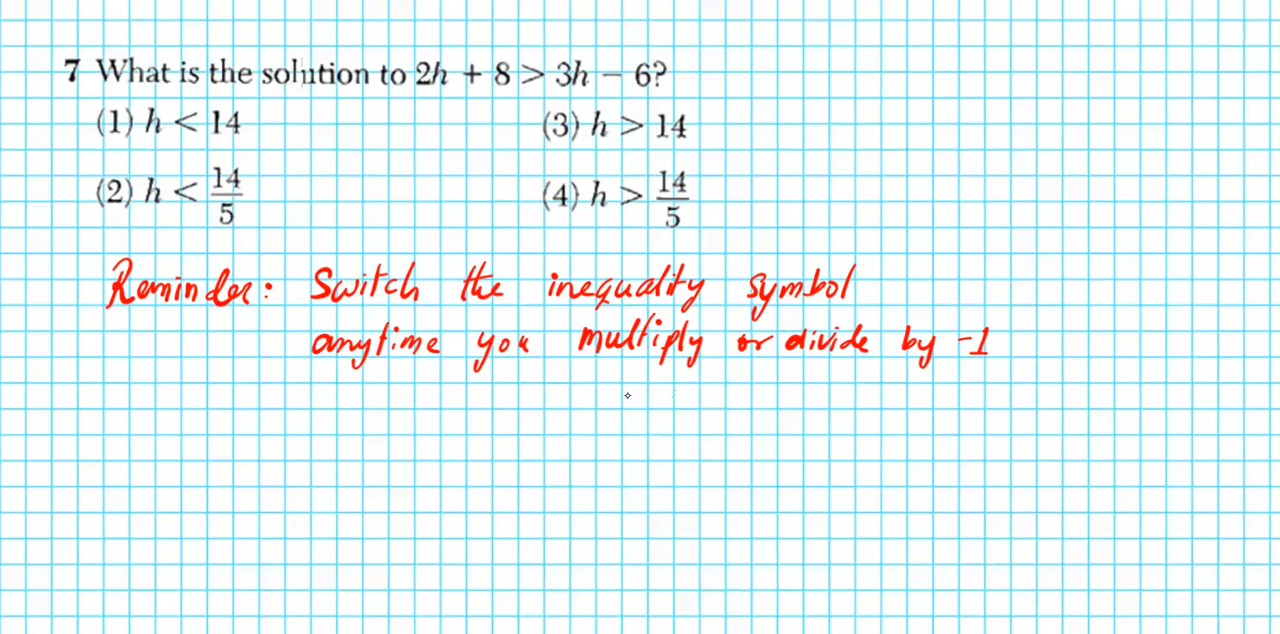 7 What is the solution to 2h + 8 > 3h − 6?
(1) h < 14 (3) h > 14
(2) h < 14/5 (4) h > 14/5
Reminder: Switch the inequality symbol
anytime you multiply or divide by -1